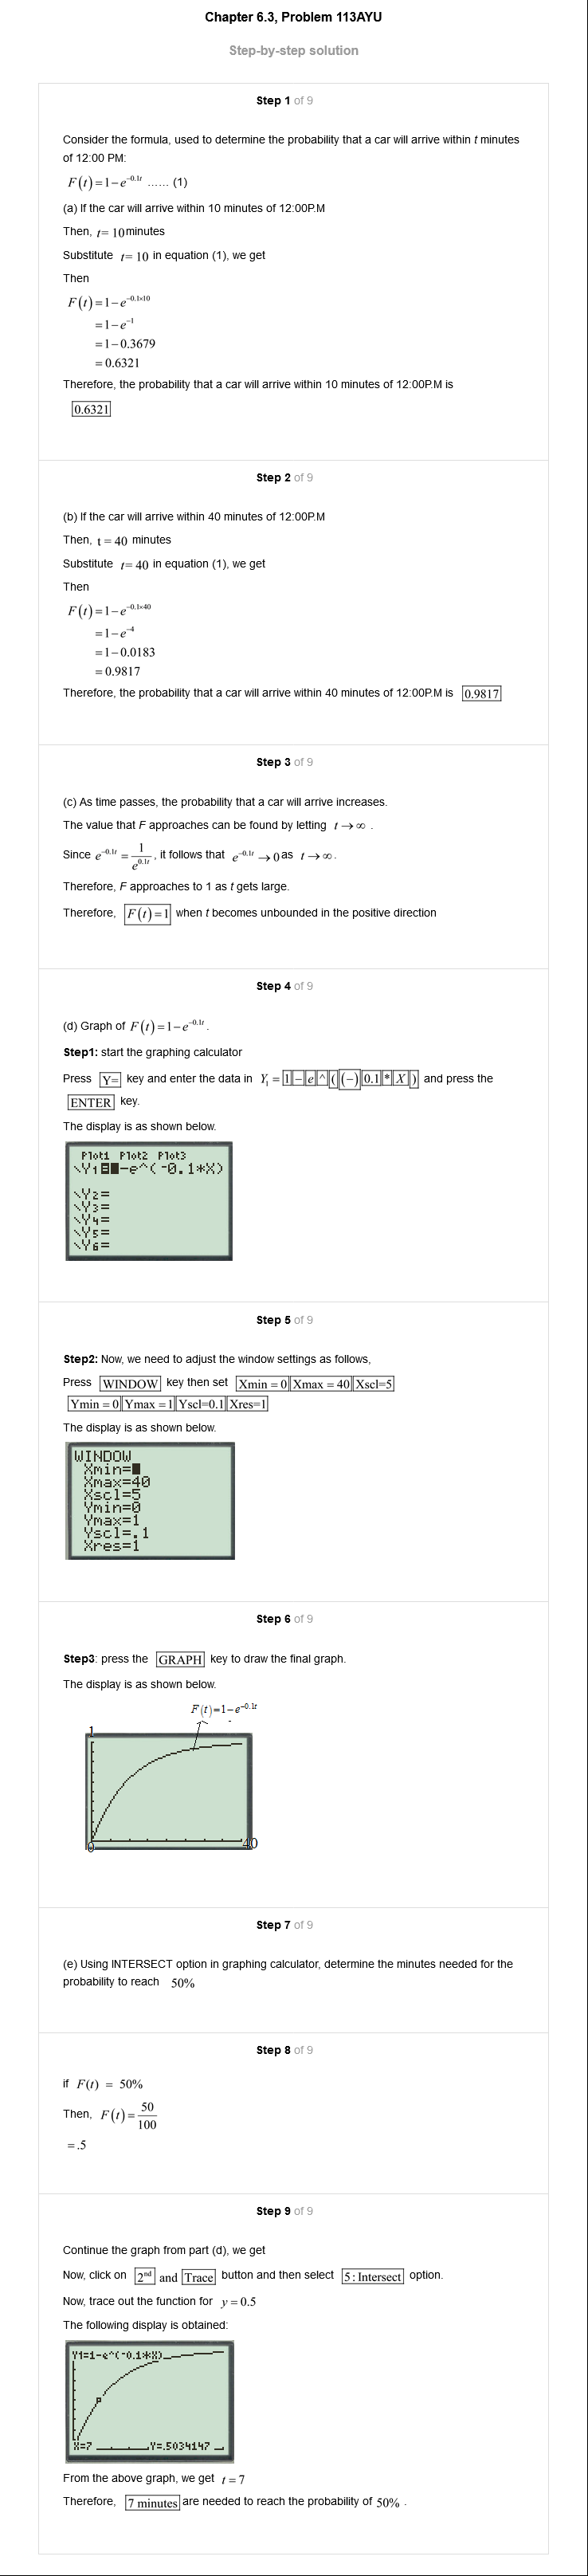 Chapter 6.3, Problem 113AYU
Step-by-step solution
Step 1 of 9
Consider the formula, used to determine the probability that a car will arrive within t minutes
of 12:00 PM:
F(t)=1−e^−0.1t ...... (1)
(a) If the car will arrive within 10 minutes of 12:00P.M
Then, t= 10 minutes
Substitute t= 10 in equation (1), we get
Then
F(t)=1−e^−0.1×10
=1−e^−1
=1−0.3679
=0.6321
Therefore, the probability that a car will arrive within 10 minutes of 12:00P.M is
0.6321
Step 2 of 9
(b) If the car will arrive within 40 minutes of 12:00P.M
Then, t = 40 minutes
Substitute t= 40 in equation (1), we get
Then
F(t)=1−e^−0.1×40
=1−e^−4
=1−0.0183
=0.9817
Therefore, the probability that a car will arrive within 40 minutes of 12:00P.M is 0.9817
Step 3 of 9
(c) As time passes, the probability that a car will arrive increases.
The value that F approaches can be found by letting t→∞ .
Since e^−0.1t = 1/e^0.1t, it follows that e^−0.1t →0 as t→∞.
Therefore, F approaches to 1 as t gets large.
Therefore, F(t)=1 when t becomes unbounded in the positive direction
Step 4 of 9
(d) Graph of F(t)=1−e^−0.1t.
Step1: start the graphing calculator
Press Y= key and enter the data in Y₁ = 1 − e ^ ( (−) 0.1 * X ) and press the
ENTER key.
The display is as shown below.
Plot1 Plot2 Plot3
\Y1=■-e^(-0.1*X)
\Y2=
\Y3=
\Y4=
\Y5=
\Y6=
Step 5 of 9
Step2: Now, we need to adjust the window settings as follows,
Press WINDOW key then set Xmin = 0 Xmax = 40 Xscl=5
Ymin = 0 Ymax = 1 Yscl=0.1 Xres=1
The display is as shown below.
WINDOW
Xmin=■
Xmax=40
Xscl=5
Ymin=0
Ymax=1
Yscl=.1
Xres=1
Step 6 of 9
Step3: press the GRAPH key to draw the final graph.
The display is as shown below.
F(t)=1−e^−0.1t
1
0
40
Step 7 of 9
(e) Using INTERSECT option in graphing calculator, determine the minutes needed for the
probability to reach 50%
Step 8 of 9
if F(t) = 50%
Then, F(t)= 50/100
=.5
Step 9 of 9
Continue the graph from part (d), we get
Now, click on 2nd and Trace button and then select 5: Intersect option.
Now, trace out the function for y = 0.5
The following display is obtained:
Y1=1-e^(-0.1*X)
X=7 Y=.5034147
From the above graph, we get t = 7
Therefore, 7 minutes are needed to reach the probability of 50% .